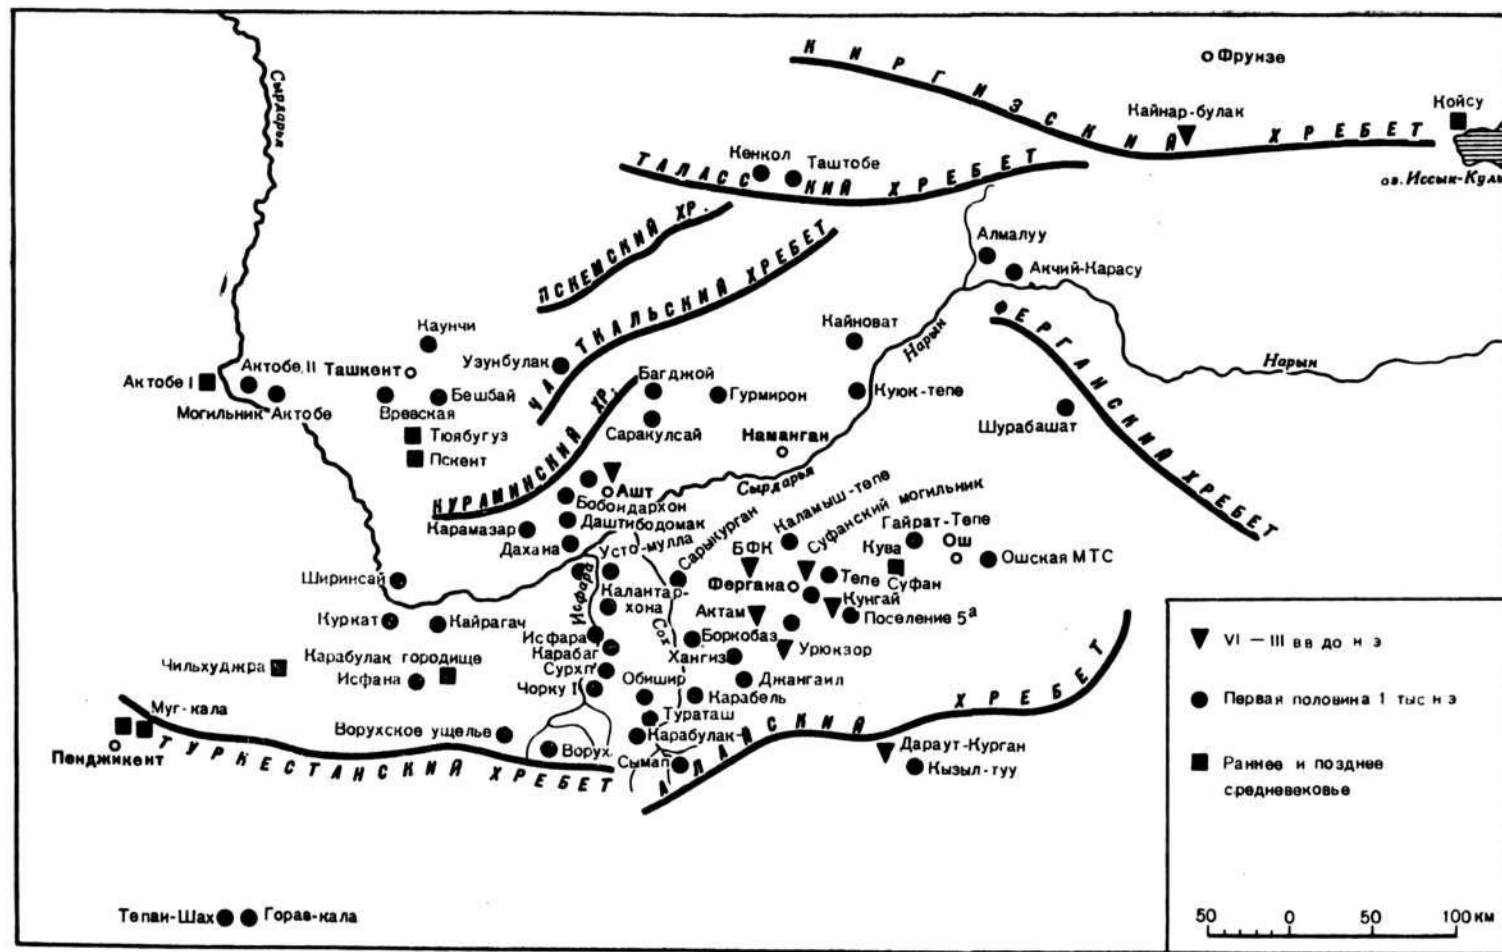 Сырдарья
КИРГИЗСКИЙ ХРЕБЕТ
Фрунзе
Кайнар-булак
Койсу
оз. Иссык-Куль
Кенкол
Таштобе
ТАЛАССКИЙ ХРЕБЕТ
ПСКЕМСКИЙ ХР.
ЧАТКАЛЬСКИЙ ХРЕБЕТ
Алмалуу
Акчий-Карасу
Нарын
Нарын
ФЕРГАНСКИЙ ХРЕБЕТ
Каунчи
Узунбулак
Кайноват
Актобе I
Актобе II
Ташкент
Могильник Актобе
Вревская
Бешбай
Багджой
Гурмирон
Куюк-тепе
Шурабашат
Тюябугуз
Пскент
Саракулсай
Наманган
КУРАМИНСКИЙ ХР.
Сырдарья
Ашт
Бобоидархон
Карамазар
Даштибодомак
Дахана
Усто-мулла
Сарыкурган
Каламыш-тепе
Суфанский могильник
Гайрат-Тепе
Ош
Ошская МТС
БФК
Кува
Фергана
Тепе Суфан
Ширинсай
Исфара
Калантар-
хона
Сох
Кунгай
Актам
Поселение 5а
Куркат
Кайрагач
Исфара
Боркобаз
Урюкзор
Карабаг
Хангиз
Чильхуджра
Карабулак городище
Исфана
Сурхп
Чорку I
Обишир
Джангаил
Карабель
Тураташ
Муг-кала
Пенджикент
Ворухское ущелье
Ворух
Карабулак
Сымап
ТУРКЕСТАНСКИЙ ХРЕБЕТ
АЛАЙСКИЙ ХРЕБЕТ
Дараут-Курган
Кызыл-туу
Тепаи-Шах
Горав-кала
VI – III вв до н э
Первая половина 1 тыс н э
Раннее и позднее
средневековье
50 0 50 100 км